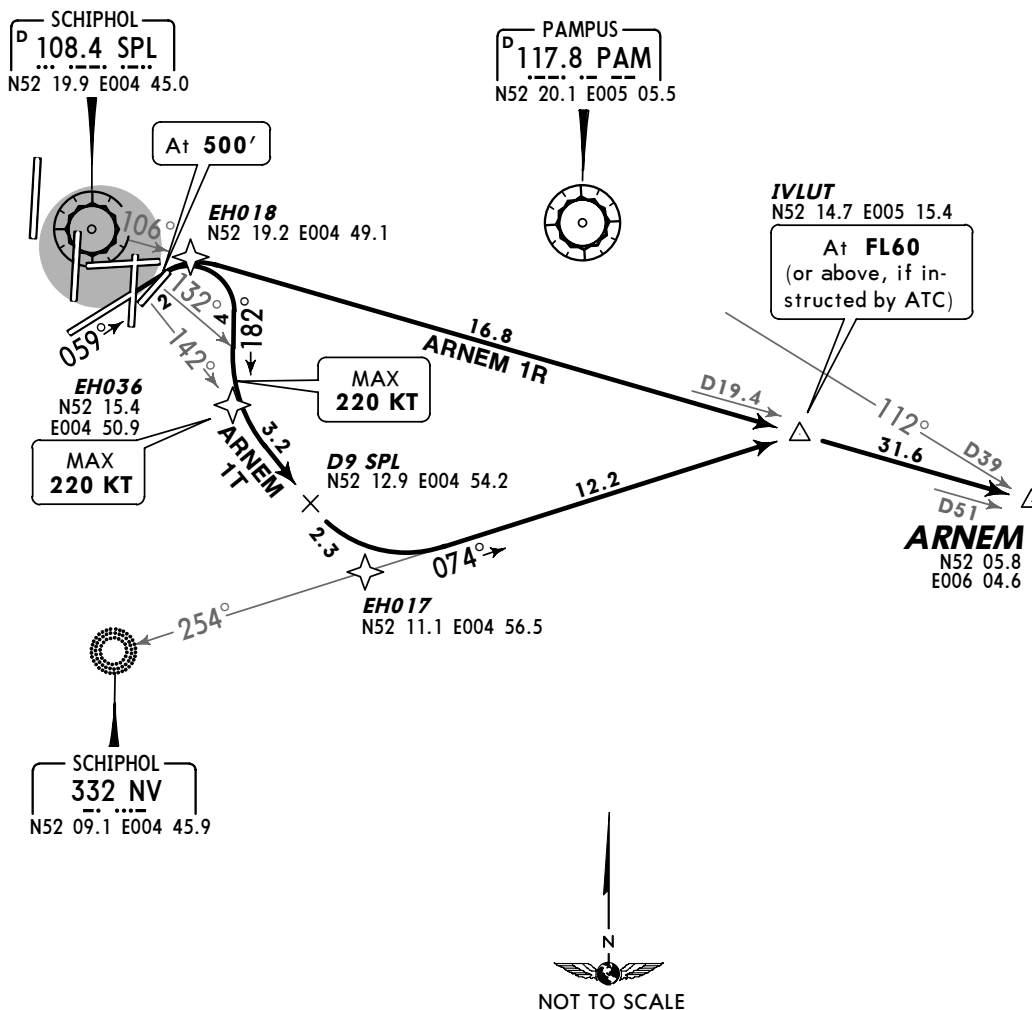 SCHIPHOL
D 108.4 SPL
N52 19.9 E004 45.0
PAMPUS
D 117.8 PAM
N52 20.1 E005 05.5
At 500'
EH018
N52 19.2 E004 49.1
IVLUT
N52 14.7 E005 15.4
At FL60
(or above, if in-
structed by ATC)
106°
132°
142°
059°
2
4
182°
16.8
ARNEM 1R
D19.4
112°
D39
31.6
D51
ARNEM
N52 05.8
E006 04.6
EH036
N52 15.4
E004 50.9
MAX
220 KT
MAX
220 KT
3.2
ARNEM
1T
D9 SPL
N52 12.9 E004 54.2
2.3
12.2
074°
EH017
N52 11.1 E004 56.5
254°
SCHIPHOL
332 NV
N52 09.1 E004 45.9
N
NOT TO SCALE